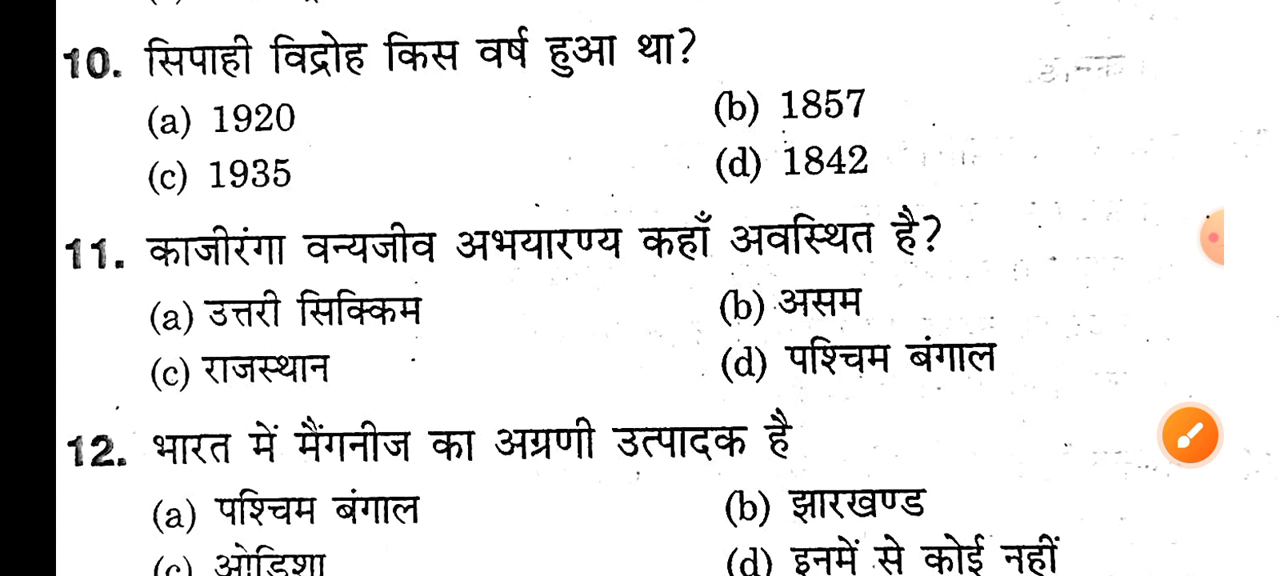 10. सिपाही विद्रोह किस वर्ष हुआ था?
(a) 1920 (b) 1857
(c) 1935 (d) 1842
11. काजीरंगा वन्यजीव अभयारण्य कहाँ अवस्थित है?
(a) उत्तरी सिक्किम (b) असम
(c) राजस्थान (d) पश्चिम बंगाल
12. भारत में मैंगनीज का अग्रणी उत्पादक है
(a) पश्चिम बंगाल (b) झारखण्ड
(c) ओडिशा (d) इनमें से कोई नहीं